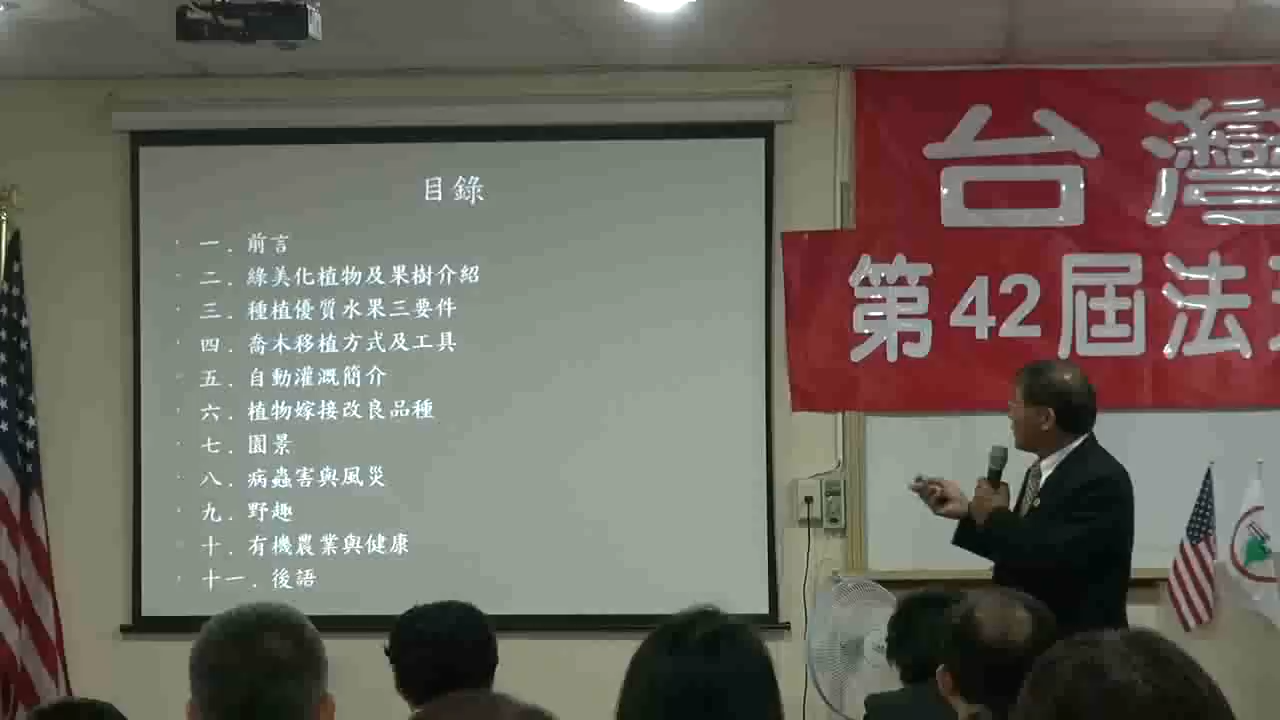 目錄
一. 前言
二. 綠美化植物及果樹介紹
三. 種植優質水果三要件
四. 喬木移植方式及工具
五. 自動灌溉簡介
六. 植物嫁接改良品種
七. 園景
八. 病蟲害與風災
九. 野趣
十. 有機農業與健康
十一. 後語
台灣
第42屆法